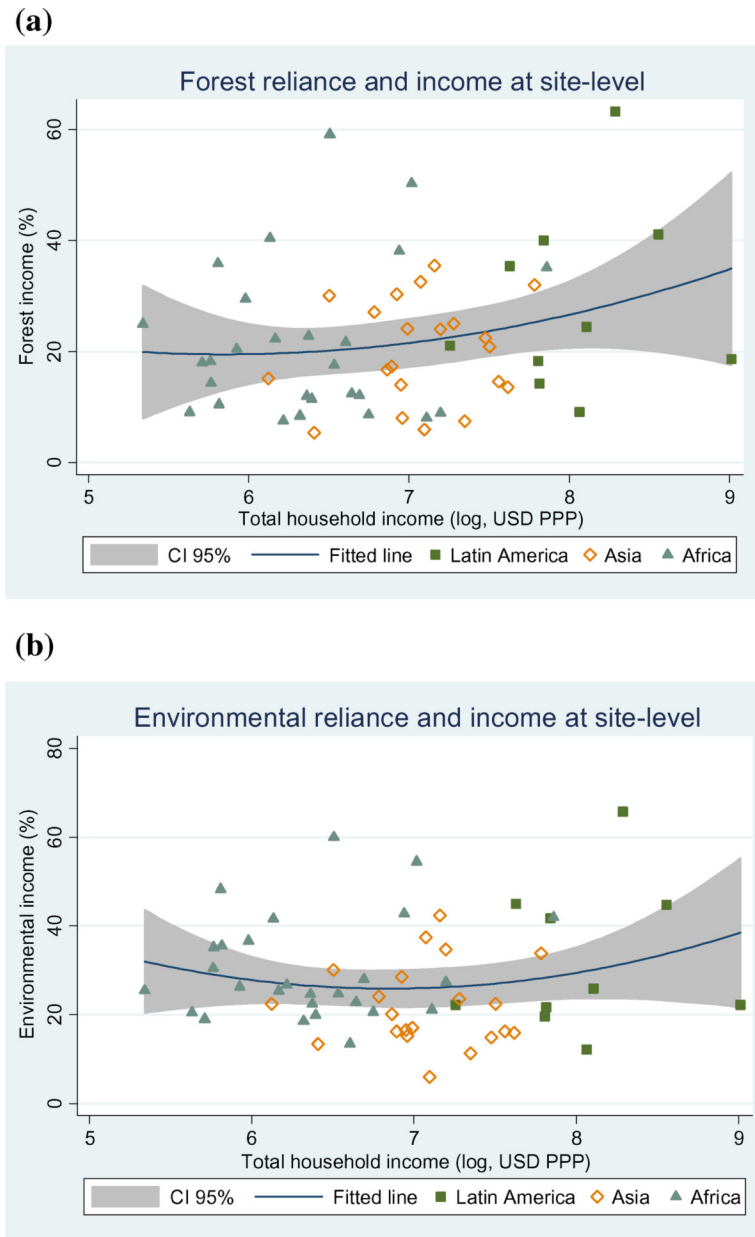 (a)
Forest reliance and income at site-level
Forest income (%)
60
40
20
0
5 6 7 8 9
Total household income (log, USD PPP)
CI 95% Fitted line Latin America Asia Africa
(b)
Environmental reliance and income at site-level
Environmental income (%)
80
60
40
20
0
5 6 7 8 9
Total household income (log, USD PPP)
CI 95% Fitted line Latin America Asia Africa